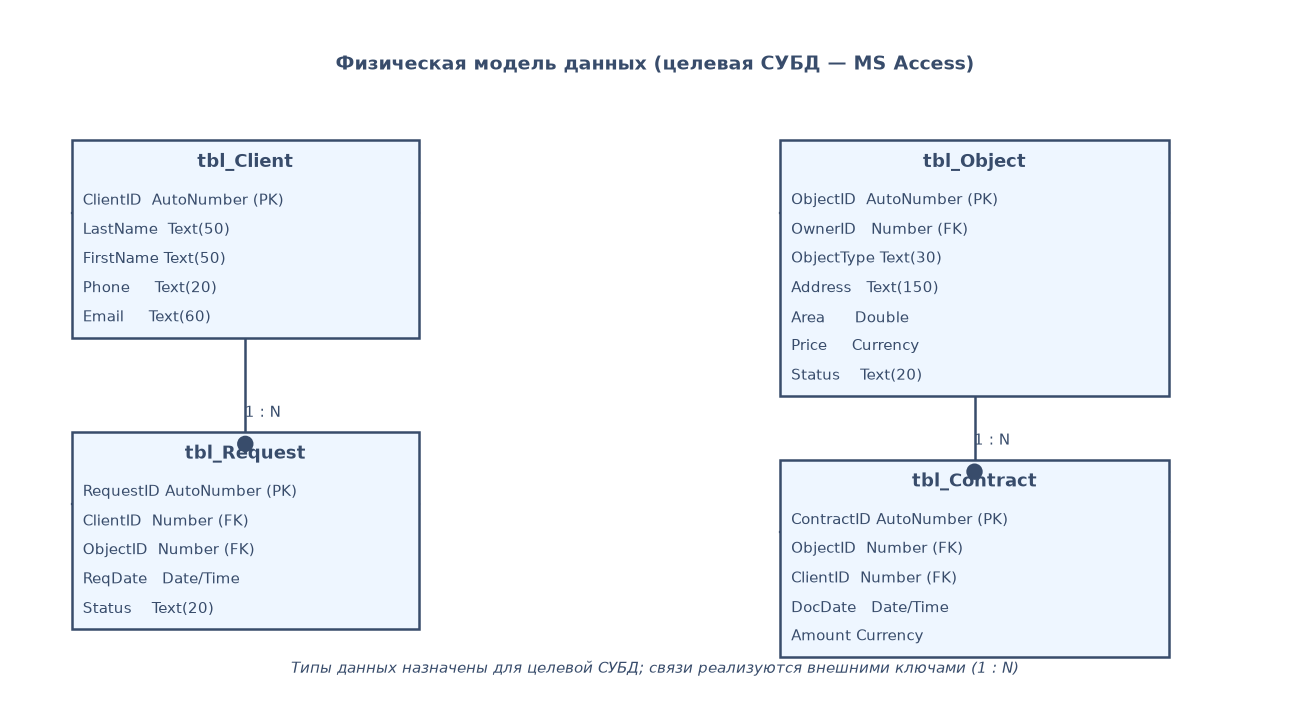 Физическая модель данных (целевая СУБД — MS Access)
tbl_Client
ClientID AutoNumber (PK)
LastName Text(50)
FirstName Text(50)
Phone Text(20)
Email Text(60)
1 : N
tbl_Request
RequestID AutoNumber (PK)
ClientID Number (FK)
ObjectID Number (FK)
ReqDate Date/Time
Status Text(20)
tbl_Object
ObjectID AutoNumber (PK)
OwnerID Number (FK)
ObjectType Text(30)
Address Text(150)
Area Double
Price Currency
Status Text(20)
1 : N
tbl_Contract
ContractID AutoNumber (PK)
ObjectID Number (FK)
ClientID Number (FK)
DocDate Date/Time
Amount Currency
Типы данных назначены для целевой СУБД; связи реализуются внешними ключами (1 : N)